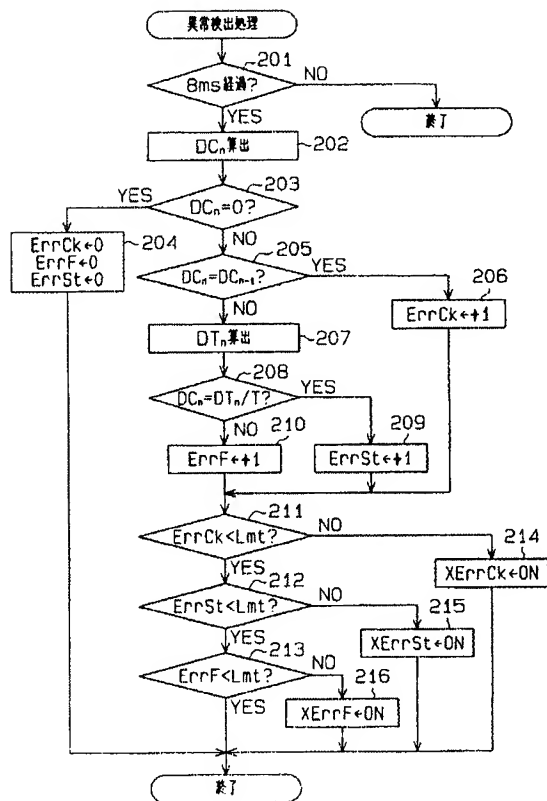 異常検出処理
201
8ms経過?
NO
YES
終了
DCn算出
202
203
YES
DCn=0?
204
ErrCk←0
ErrF←0
ErrSt←0
NO
205
DCn=DCn-1?
YES
206
ErrCk←+1
NO
DTn算出
207
208
DCn=DTn/T?
YES
NO
210
209
ErrF←+1
ErrSt←+1
211
ErrCk<Lmt?
NO
214
XErrCk←ON
YES
212
ErrSt<Lmt?
NO
215
XErrSt←ON
YES
213
ErrF<Lmt?
NO
216
XErrF←ON
YES
終了